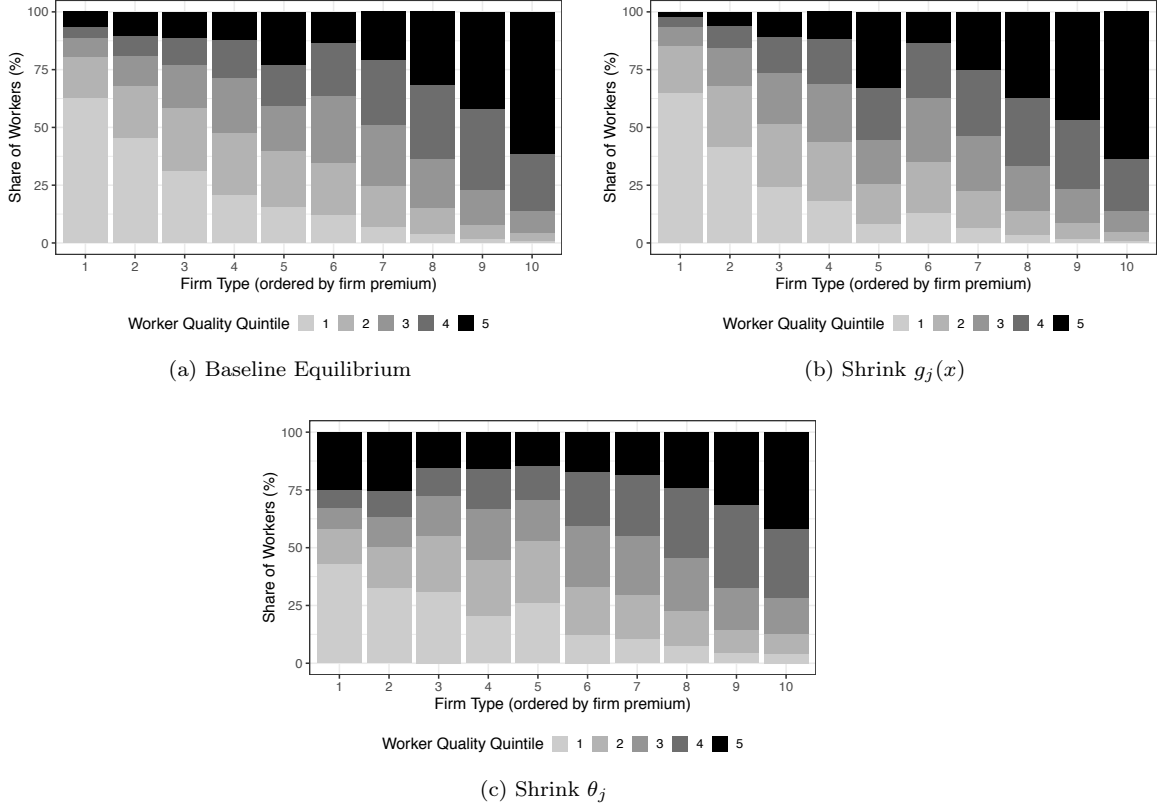 100
75
50
25
0
Share of Workers (%)
1 2 3 4 5 6 7 8 9 10
Firm Type (ordered by firm premium)
Worker Quality Quintile 1 2 3 4 5
(a) Baseline Equilibrium
100
75
50
25
0
Share of Workers (%)
1 2 3 4 5 6 7 8 9 10
Firm Type (ordered by firm premium)
Worker Quality Quintile 1 2 3 4 5
(b) Shrink g_j(x)
100
75
50
25
0
Share of Workers (%)
1 2 3 4 5 6 7 8 9 10
Firm Type (ordered by firm premium)
Worker Quality Quintile 1 2 3 4 5
(c) Shrink θ_j